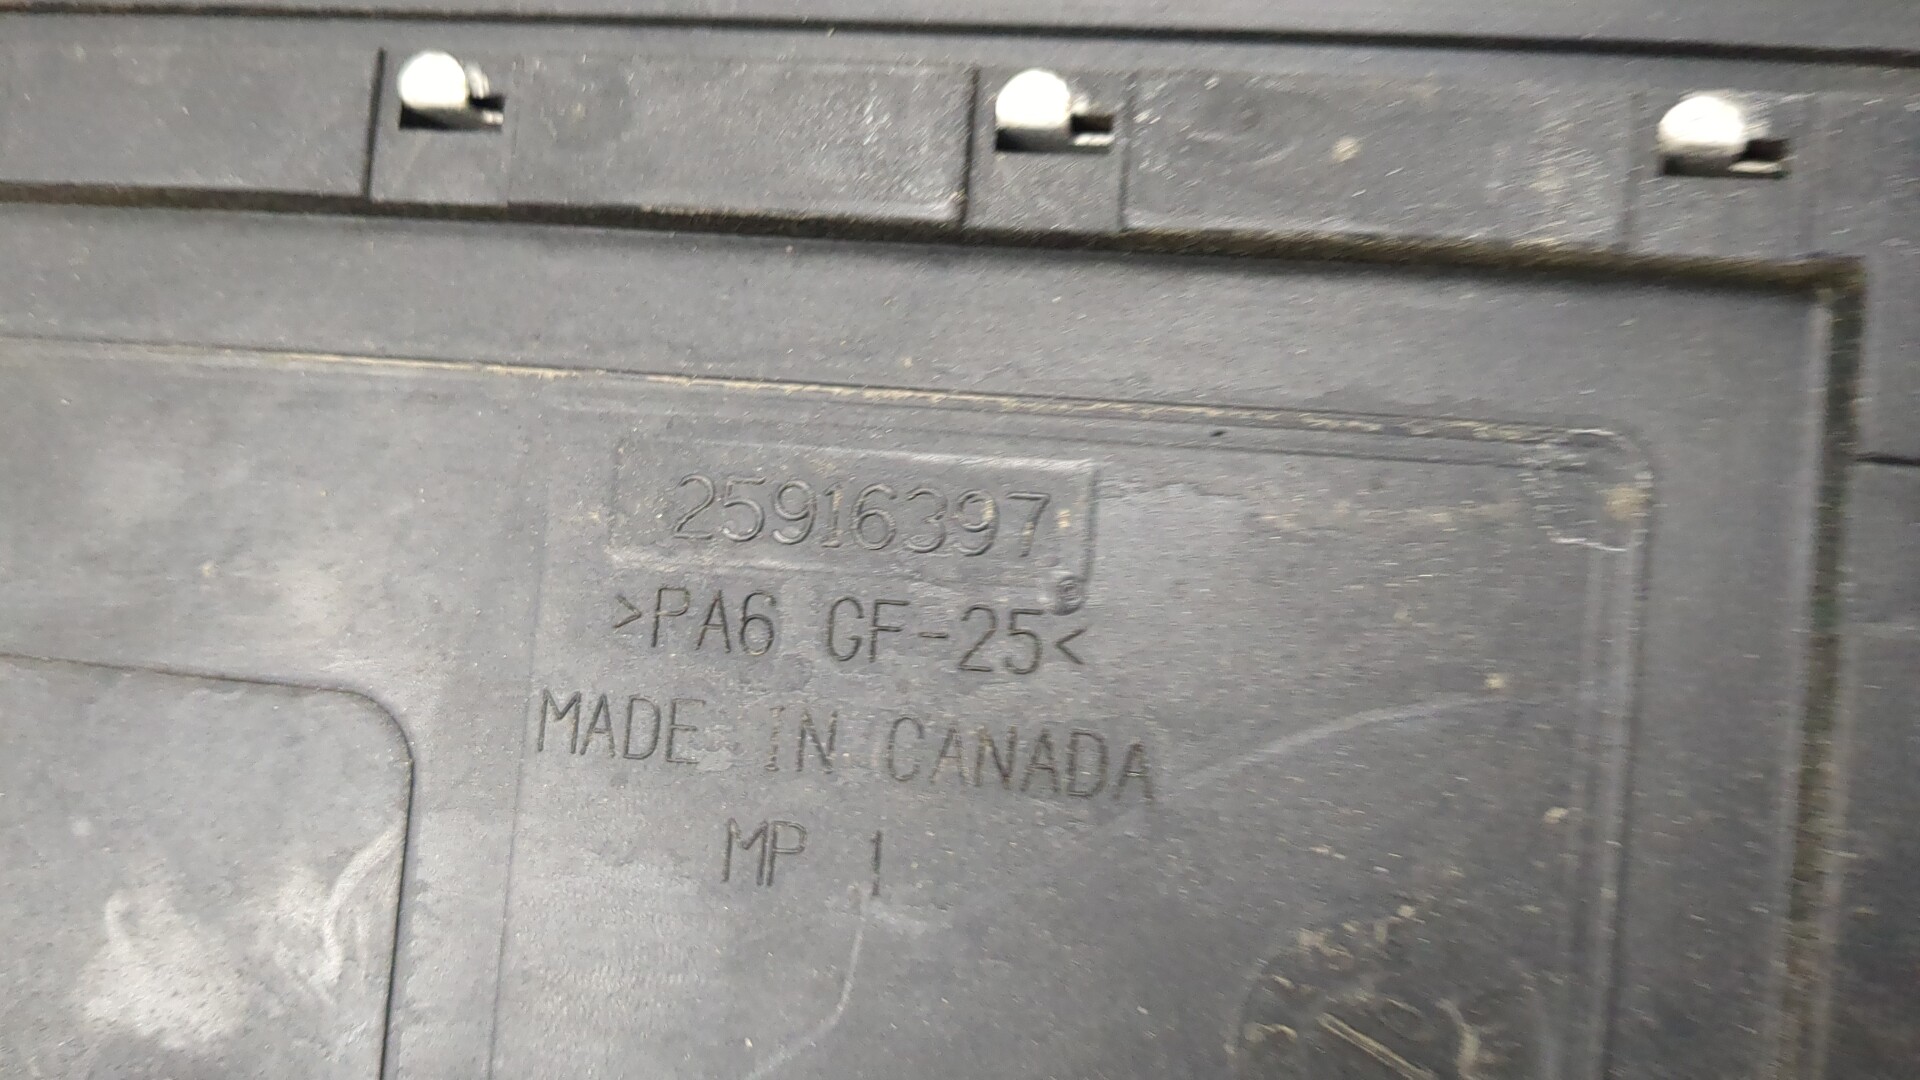 25916397
>PA6 GF-25<
MADE IN CANADA
MP 1